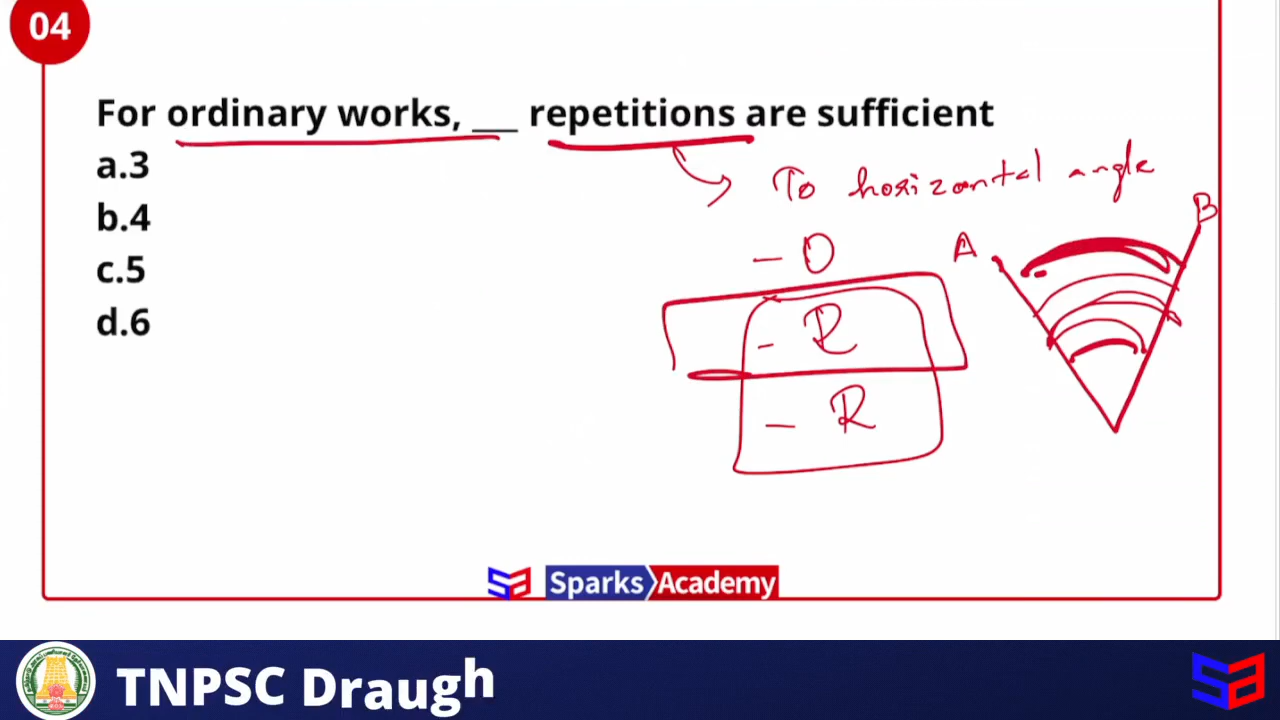 04
For ordinary works, ___ repetitions are sufficient
a.3
b.4
c.5
d.6
To horizontal angle
A
B
- O
- R
- R
Sparks Academy
TNPSC Draugh